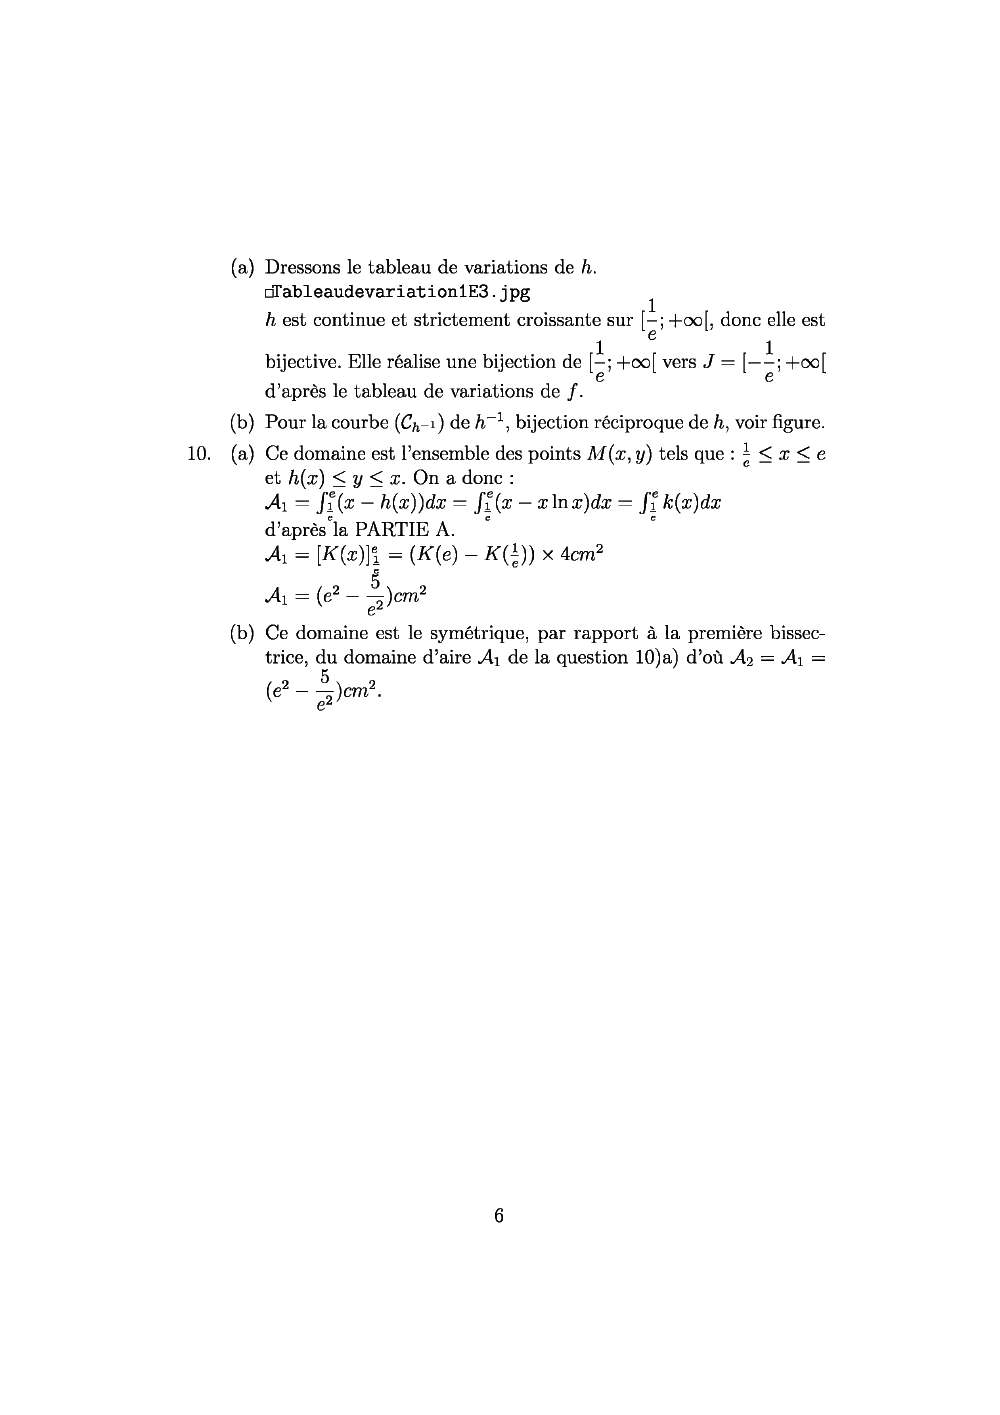 (a) Dressons le tableau de variations de h.
□Tableaudevariation1E3.jpg
h est continue et strictement croissante sur [1/e; +∞[, donc elle est
bijective. Elle réalise une bijection de [1/e; +∞[ vers J = [−1/e; +∞[
d'après le tableau de variations de f.
(b) Pour la courbe (𝒞_{h⁻¹}) de h⁻¹, bijection réciproque de h, voir figure.
10. (a) Ce domaine est l'ensemble des points M(x, y) tels que : 1/e ≤ x ≤ e
et h(x) ≤ y ≤ x. On a donc :
𝒜₁ = ∫_{1/e}^{e}(x − h(x))dx = ∫_{1/e}^{e}(x − x ln x)dx = ∫_{1/e}^{e} k(x)dx
d'après la PARTIE A.
𝒜₁ = [K(x)]_{1/e}^{e} = (K(e) − K(1/e)) × 4cm²
𝒜₁ = (e² − 5/e²)cm²
(b) Ce domaine est le symétrique, par rapport à la première bissec-
trice, du domaine d'aire 𝒜₁ de la question 10)a) d'où 𝒜₂ = 𝒜₁ =
(e² − 5/e²)cm².
6